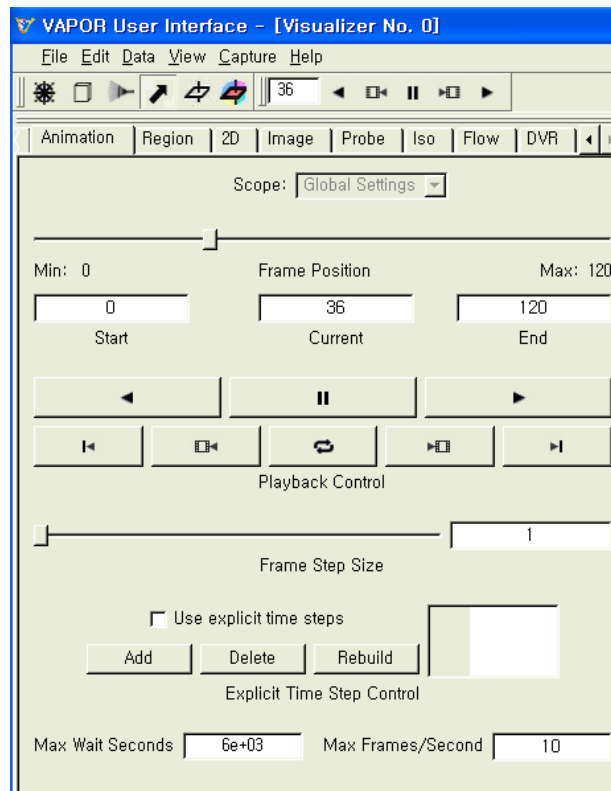 VAPOR User Interface - [Visualizer No. 0]
File Edit Data View Capture Help
36
Animation Region 2D Image Probe Iso Flow DVR
Scope: Global Settings
Min: 0 Frame Position Max: 120
0 36 120
Start Current End
Playback Control
1
Frame Step Size
Use explicit time steps
Add Delete Rebuild
Explicit Time Step Control
Max Wait Seconds 6e+03 Max Frames/Second 10